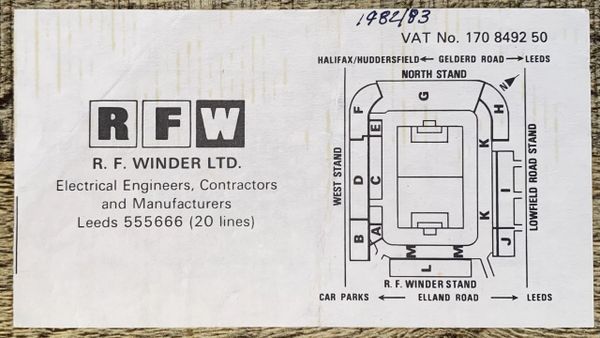 1982/83
VAT No. 170 8492 50
HALIFAX/HUDDERSFIELD ← GELDERD ROAD → LEEDS
NORTH STAND
N
F
G
H
E
K
WEST STAND
D
C
I
LOWFIELD ROAD STAND
K
B
A
J
M
M
L
R. F. WINDER STAND
CAR PARKS ← ELLAND ROAD → LEEDS
RFW
R. F. WINDER LTD.
Electrical Engineers, Contractors
and Manufacturers
Leeds 555666 (20 lines)